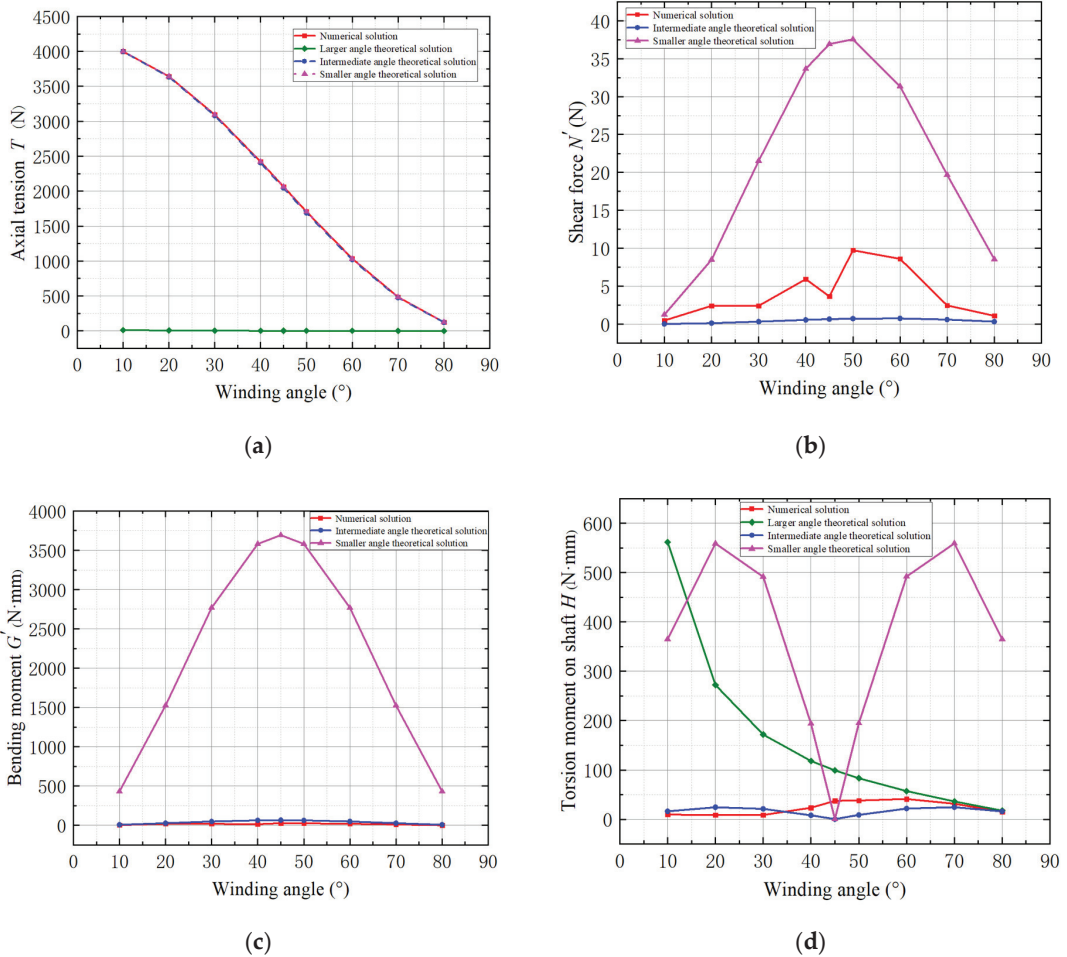 4500
4000
3500
3000
2500
2000
1500
1000
500
0
Axial tension T (N)
Numerical solution
Larger angle theoretical solution
Intermediate angle theoretical solution
Smaller angle theoretical solution
0 10 20 30 40 50 60 70 80 90
Winding angle (°)
(a)
40
35
30
25
20
15
10
5
0
Shear force N′ (N)
Numerical solution
Intermediate angle theoretical solution
Smaller angle theoretical solution
0 10 20 30 40 50 60 70 80 90
Winding angle (°)
(b)
4000
3500
3000
2500
2000
1500
1000
500
0
Bending moment G′ (N·mm)
Numerical solution
Intermediate angle theoretical solution
Smaller angle theoretical solution
0 10 20 30 40 50 60 70 80 90
Winding angle (°)
(c)
600
500
400
300
200
100
0
Torsion moment on shaft H (N·mm)
Numerical solution
Larger angle theoretical solution
Intermediate angle theoretical solution
Smaller angle theoretical solution
0 10 20 30 40 50 60 70 80 90
Winding angle (°)
(d)